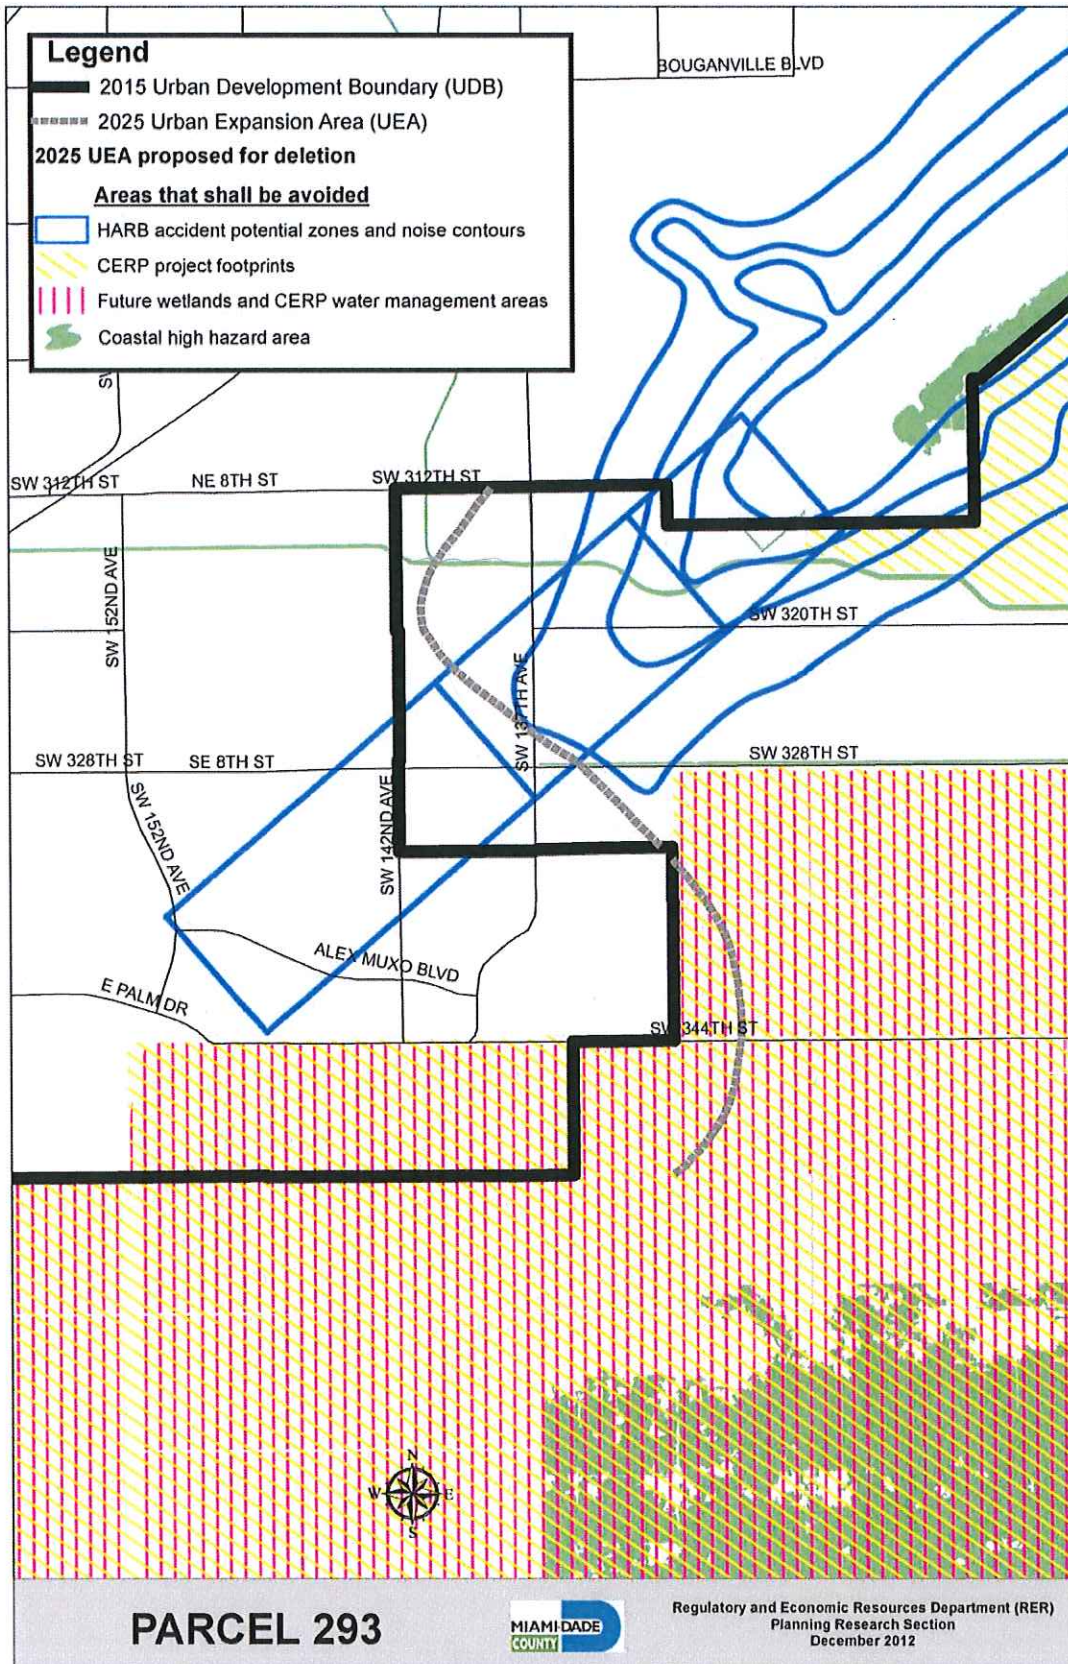 Legend
2015 Urban Development Boundary (UDB)
2025 Urban Expansion Area (UEA)
2025 UEA proposed for deletion
Areas that shall be avoided
HARB accident potential zones and noise contours
CERP project footprints
Future wetlands and CERP water management areas
Coastal high hazard area
BOUGANVILLE BLVD
SW 312TH ST
NE 8TH ST
SW 312TH ST
SW 152ND AVE
SW 320TH ST
SW 137TH AVE
SW 328TH ST
SE 8TH ST
SW 328TH ST
SW 152ND AVE
SW 142ND AVE
ALEX MUXO BLVD
E PALM DR
SW 344TH ST
N
W
E
S
PARCEL 293
MIAMI-DADE
COUNTY
Regulatory and Economic Resources Department (RER)
Planning Research Section
December 2012